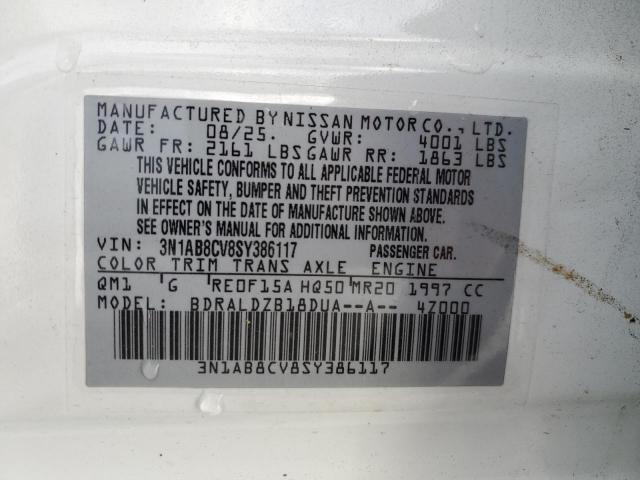 MANUFACTURED BY NISSAN MOTOR CO., LTD.
DATE: 08/25. GVWR: 4001 LBS
GAWR FR: 2161 LBS GAWR RR: 1863 LBS
THIS VEHICLE CONFORMS TO ALL APPLICABLE FEDERAL MOTOR
VEHICLE SAFETY, BUMPER AND THEFT PREVENTION STANDARDS
IN EFFECT ON THE DATE OF MANUFACTURE SHOWN ABOVE.
SEE OWNER'S MANUAL FOR ADDITIONAL INFORMATION.
VIN: 3N1AB8CV8SY386117 PASSENGER CAR.
COLOR TRIM TRANS AXLE ENGINE
QM1 G RE0F15A HQ50 MR20 1997 CC
MODEL: BDRALDZB18DUA--A-- 4Z000
3N1AB8CV8SY386117